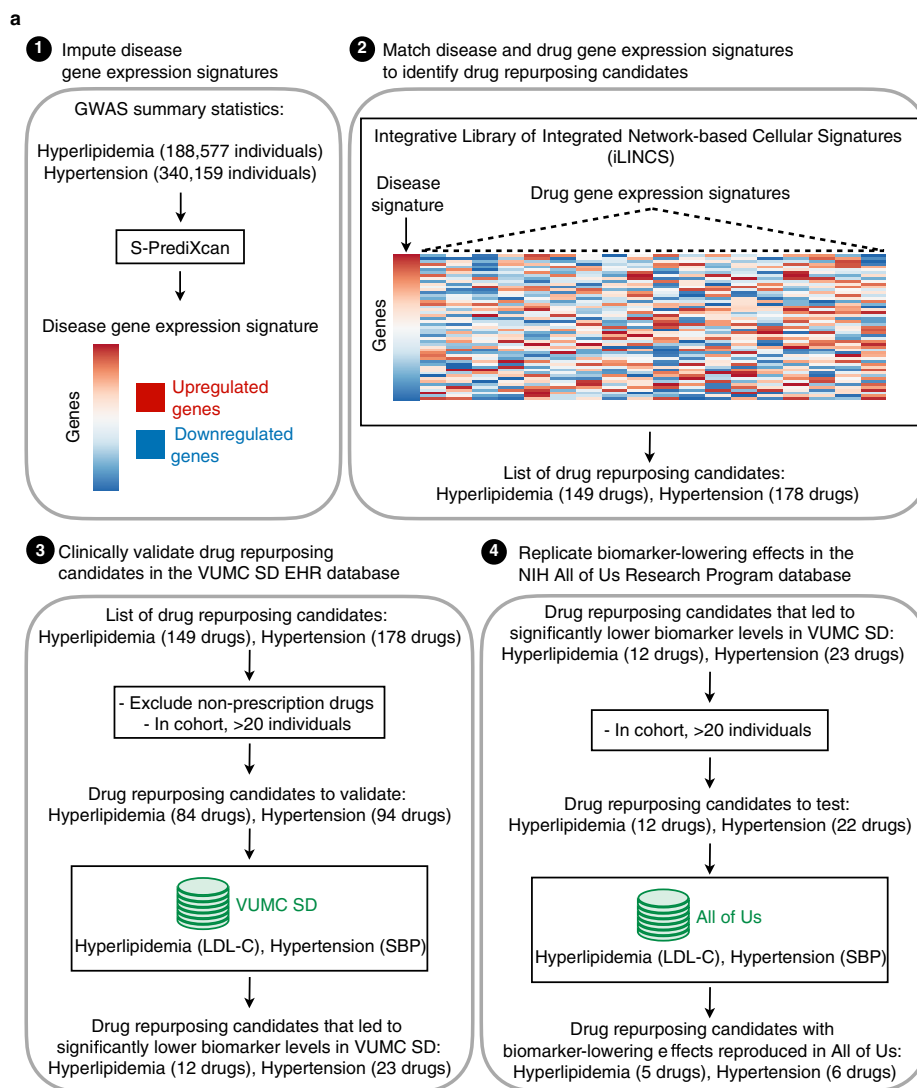 a
1 Impute disease
gene expression signatures
GWAS summary statistics:
Hyperlipidemia (188,577 individuals)
Hypertension (340,159 individuals)
S-PrediXcan
Disease gene expression signature
Genes
Upregulated
genes
Downregulated
genes
2 Match disease and drug gene expression signatures
to identify drug repurposing candidates
Integrative Library of Integrated Network-based Cellular Signatures
(iLINCS)
Disease
signature
Drug gene expression signatures
Genes
List of drug repurposing candidates:
Hyperlipidemia (149 drugs), Hypertension (178 drugs)
3 Clinically validate drug repurposing
candidates in the VUMC SD EHR database
List of drug repurposing candidates:
Hyperlipidemia (149 drugs), Hypertension (178 drugs)
- Exclude non-prescription drugs
- In cohort, >20 individuals
Drug repurposing candidates to validate:
Hyperlipidemia (84 drugs), Hypertension (94 drugs)
VUMC SD
Hyperlipidemia (LDL-C), Hypertension (SBP)
Drug repurposing candidates that led to
significantly lower biomarker levels in VUMC SD:
Hyperlipidemia (12 drugs), Hypertension (23 drugs)
4 Replicate biomarker-lowering effects in the
NIH All of Us Research Program database
Drug repurposing candidates that led to
significantly lower biomarker levels in VUMC SD:
Hyperlipidemia (12 drugs), Hypertension (23 drugs)
- In cohort, >20 individuals
Drug repurposing candidates to test:
Hyperlipidemia (12 drugs), Hypertension (22 drugs)
All of Us
Hyperlipidemia (LDL-C), Hypertension (SBP)
Drug repurposing candidates with
biomarker-lowering effects reproduced in All of Us:
Hyperlipidemia (5 drugs), Hypertension (6 drugs)